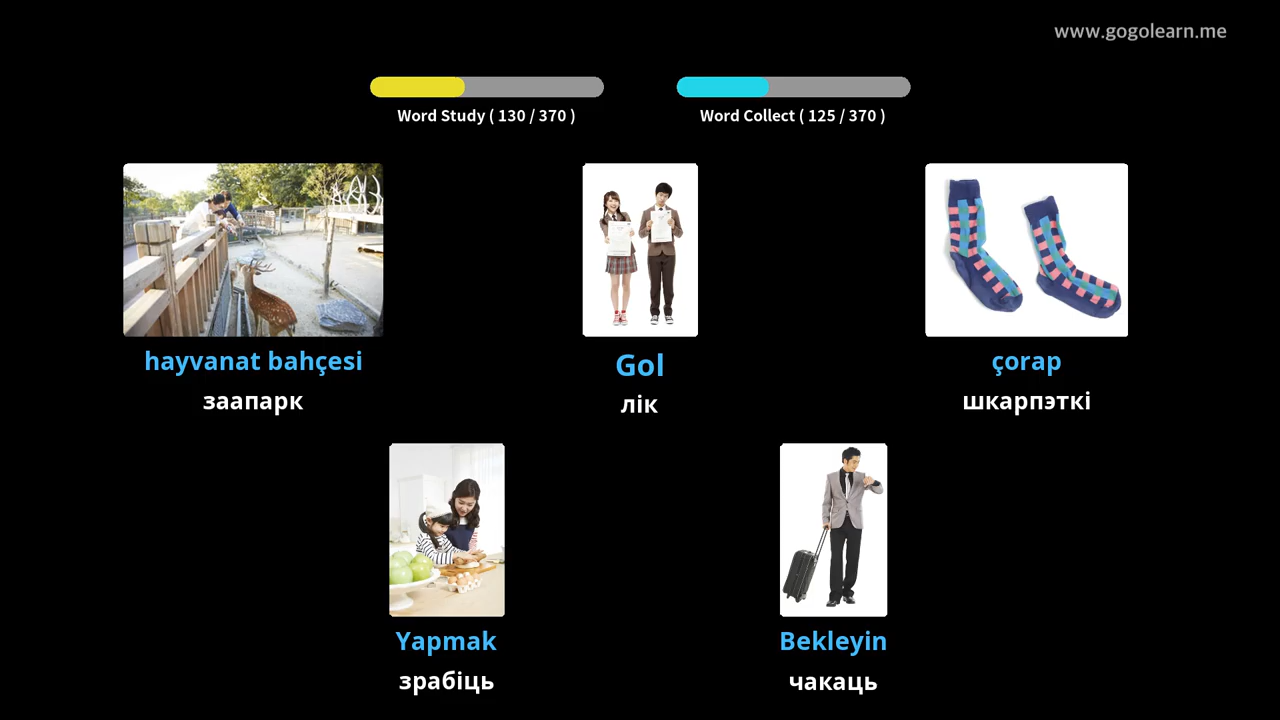 www.gogolearn.me
Word Study ( 130 / 370 )
Word Collect ( 125 / 370 )
hayvanat bahçesi
заапарк
Gol
лік
çorap
шкарпэткі
Yapmak
зрабіць
Bekleyin
чакаць